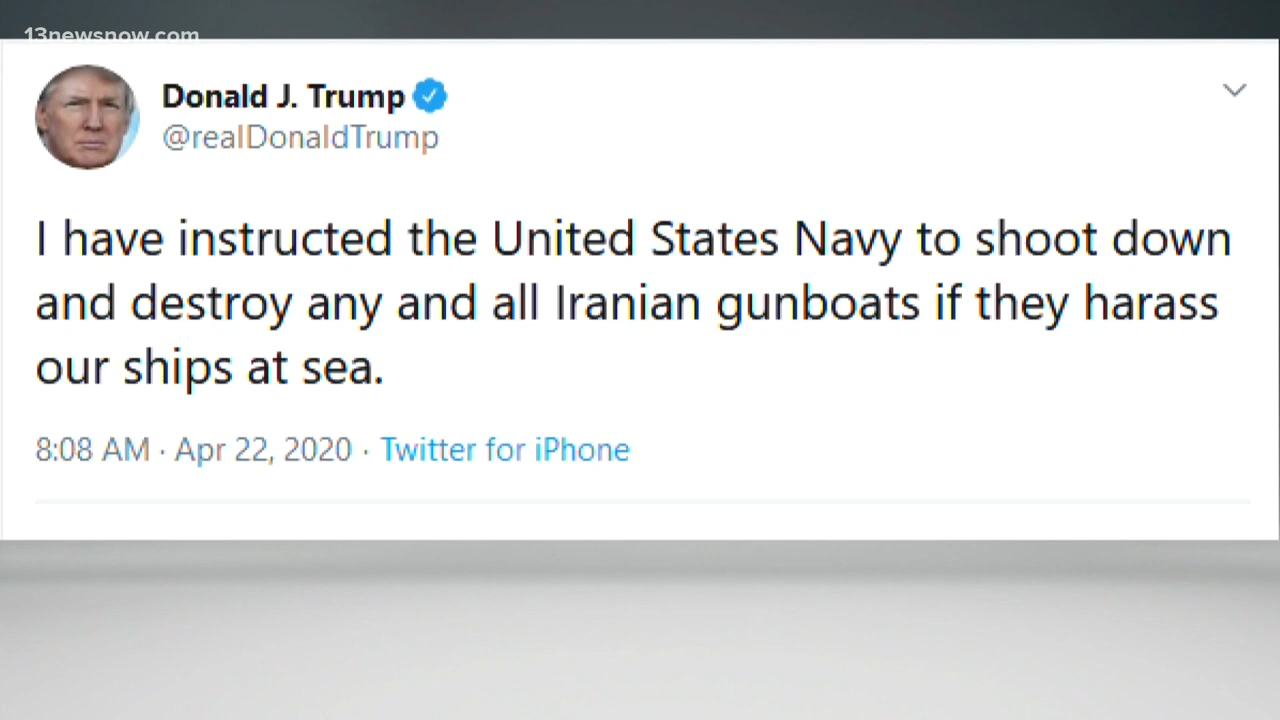 13newsnow.com
Donald J. Trump
@realDonaldTrump
I have instructed the United States Navy to shoot down
and destroy any and all Iranian gunboats if they harass
our ships at sea.
8:08 AM · Apr 22, 2020 · Twitter for iPhone